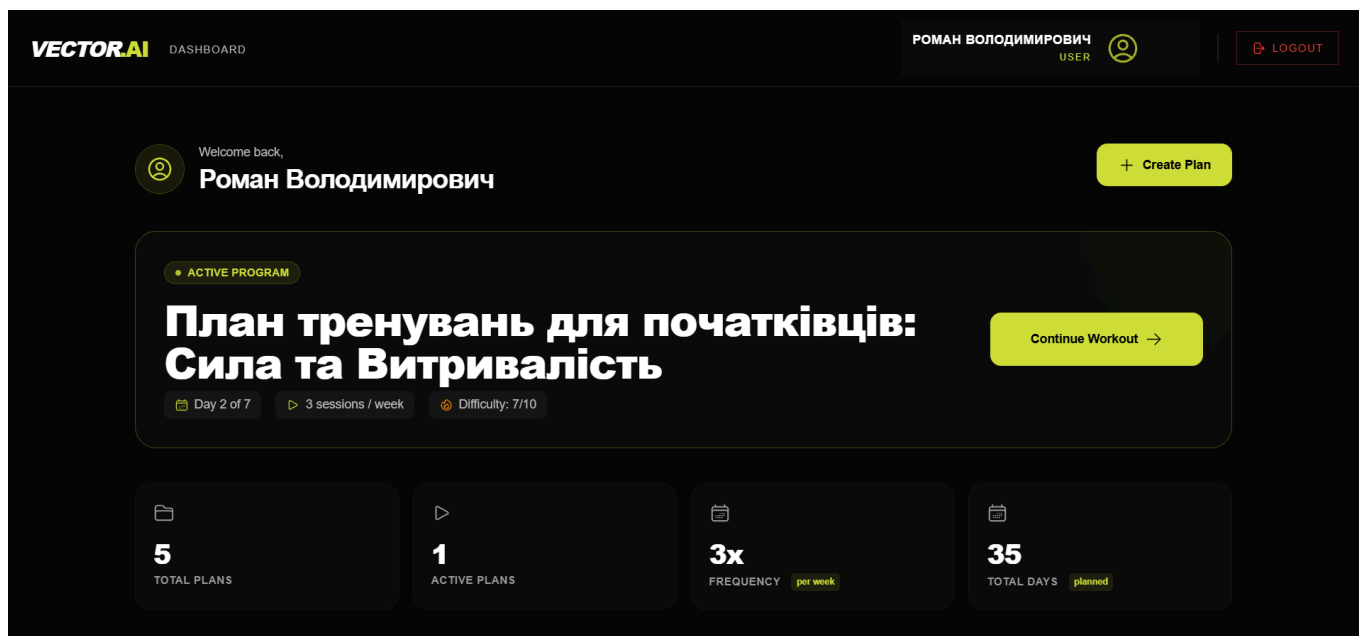 VECTOR.AI DASHBOARD
РОМАН ВОЛОДИМИРОВИЧ
USER
LOGOUT
Welcome back,
Роман Володимирович
Create Plan
ACTIVE PROGRAM
План тренувань для початківців:
Сила та Витривалість
Continue Workout
Day 2 of 7
3 sessions / week
Difficulty: 7/10
5
TOTAL PLANS
1
ACTIVE PLANS
3x
FREQUENCY per week
35
TOTAL DAYS planned